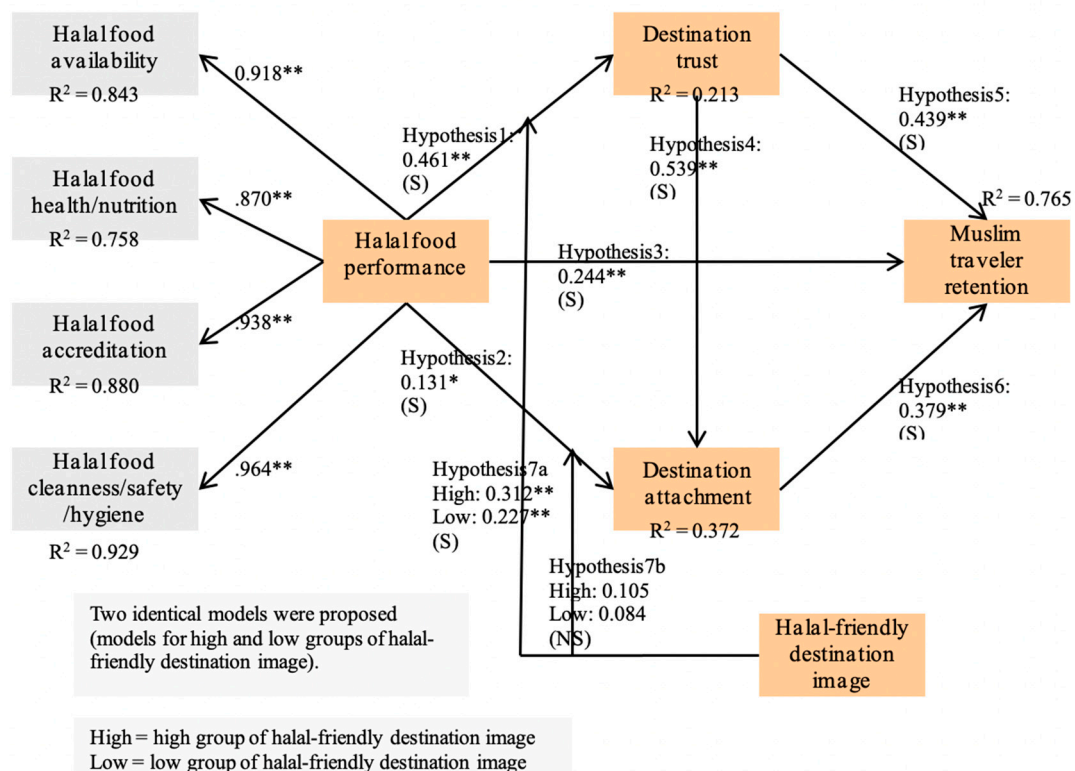 Halal food
availability
R² = 0.843
0.918**
Halal food
health/nutrition
R² = 0.758
.870**
Halal food
accreditation
R² = 0.880
.938**
Halal food
cleanness/safety
/hygiene
R² = 0.929
.964**
Halal food
performance
Hypothesis1:
0.461**
(S)
Destination
trust
R² = 0.213
Hypothesis4:
0.539**
(S)
Hypothesis5:
0.439**
(S)
Hypothesis3:
0.244**
(S)
R² = 0.765
Muslim
traveler
retention
Hypothesis2:
0.131*
(S)
Hypothesis6:
0.379**
(S)
Destination
attachment
R² = 0.372
Hypothesis7a
High: 0.312**
Low: 0.227**
(S)
Hypothesis7b
High: 0.105
Low: 0.084
(NS)
Halal-friendly
destination
image
Two identical models were proposed
(models for high and low groups of halal-
friendly destination image).
High = high group of halal-friendly destination image
Low = low group of halal-friendly destination image